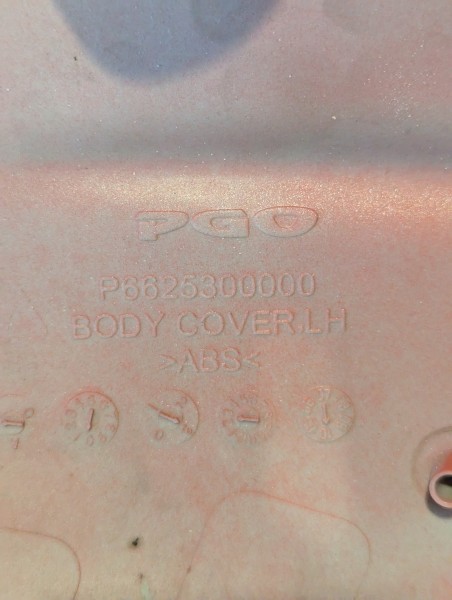 PGO
P6625300000
BODY COVER.LH
>ABS<